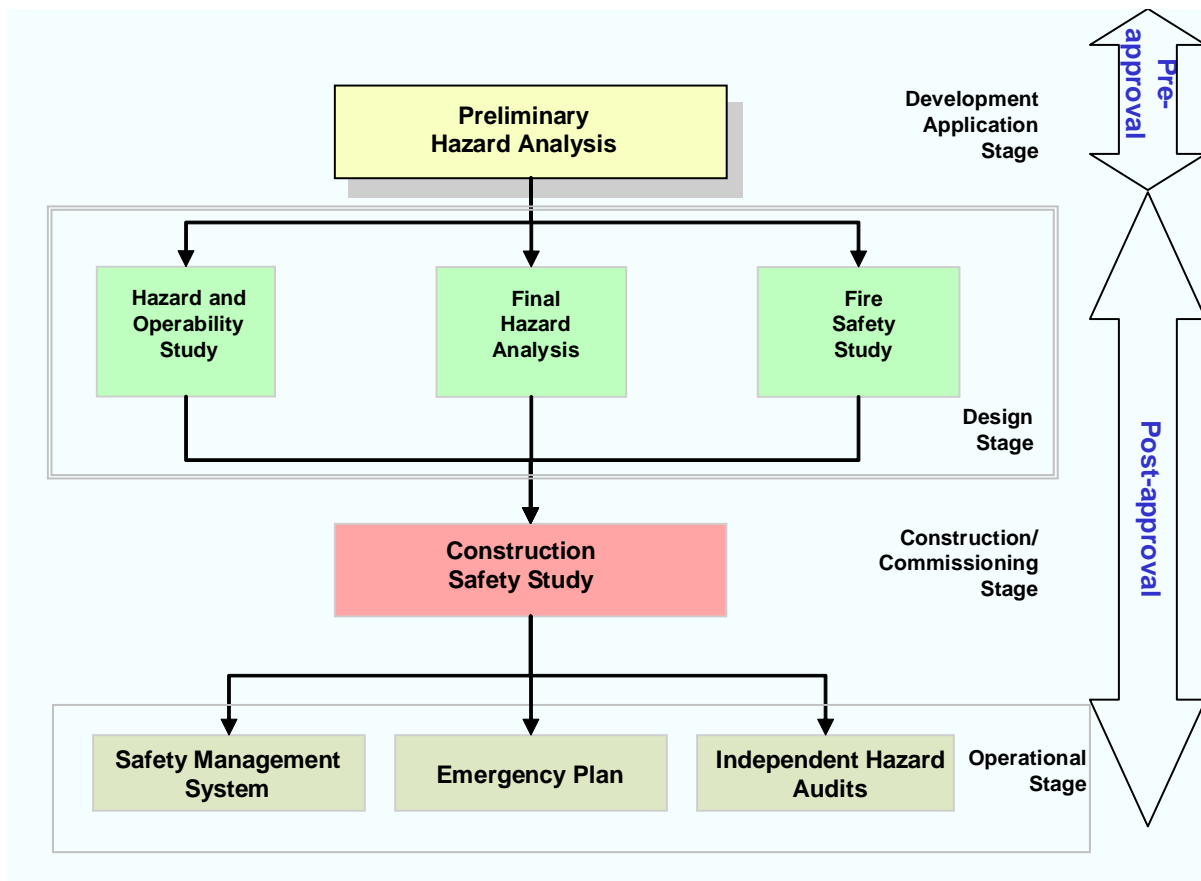 Preliminary
Hazard Analysis
Development
Application
Stage
Pre-
approval
Hazard and
Operability
Study
Final
Hazard
Analysis
Fire
Safety
Study
Design
Stage
Post-approval
Construction
Safety Study
Construction/
Commissioning
Stage
Safety Management
System
Emergency Plan
Independent Hazard
Audits
Operational
Stage